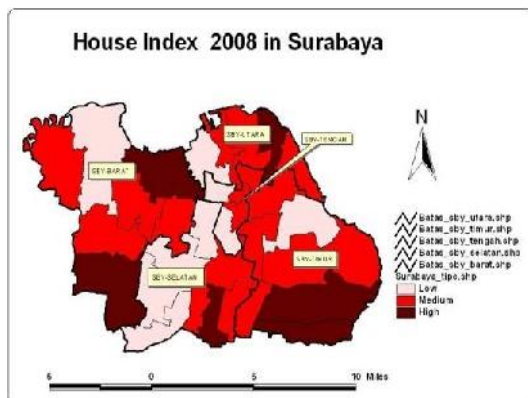 House Index 2008 in Surabaya
N
SBY-UTARA
SBY-TENGAH
SBY-BARAT
SBY-SELATAN
SBY-TIMUR
Batas_sby_utara.shp
Batas_sby_timur.shp
Batas_sby_tengah.shp
Batas_sby_selatan.shp
Batas_sby_barat.shp
Surabaya_tipo.shp
Low
Medium
High
5 0 5 10 Miles